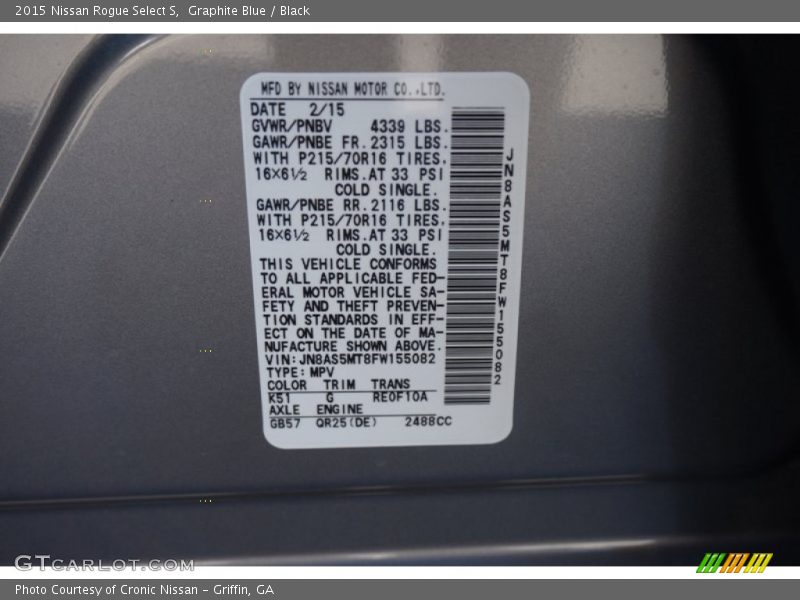 2015 Nissan Rogue Select S,  Graphite Blue / Black
MFD BY NISSAN MOTOR CO.,LTD.
DATE 2/15
GVWR/PNBV 4339 LBS.
GAWR/PNBE FR. 2315 LBS.
WITH P215/70R16 TIRES,
16×6½ RIMS.AT 33 PSI
COLD SINGLE.
GAWR/PNBE RR. 2116 LBS.
WITH P215/70R16 TIRES,
16×6½ RIMS.AT 33 PSI
COLD SINGLE.
THIS VEHICLE CONFORMS
TO ALL APPLICABLE FED-
ERAL MOTOR VEHICLE SA-
FETY AND THEFT PREVEN-
TION STANDARDS IN EFF-
ECT ON THE DATE OF MA-
NUFACTURE SHOWN ABOVE.
VIN:JN8AS5MT8FW155082
TYPE:MPV
COLOR TRIM TRANS
K51 G RE0F10A
AXLE ENGINE
GB57 QR25(DE) 2488CC
JN8AS5MT8FW155082
GTCARLOT.COM
Photo Courtesy of Cronic Nissan - Griffin, GA